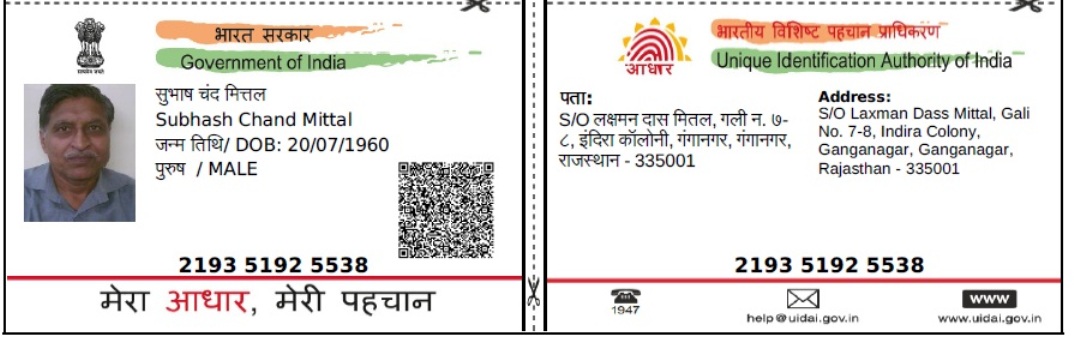 भारत सरकार
Government of India
सुभाष चंद मित्तल
Subhash Chand Mittal
जन्म तिथि/ DOB: 20/07/1960
पुरुष / MALE
2193 5192 5538
मेरा आधार, मेरी पहचान
भारतीय विशिष्ट पहचान प्राधिकरण
Unique Identification Authority of India
आधार
पता:
S/O लक्षमन दास मितल, गली न. ७-
८, इंदिरा कॉलोनी, गंगानगर, गंगानगर,
राजस्थान - 335001
Address:
S/O Laxman Dass Mittal, Gali
No. 7-8, Indira Colony,
Ganganagar, Ganganagar,
Rajasthan - 335001
2193 5192 5538
1947
help@uidai.gov.in
www
www.uidai.gov.in